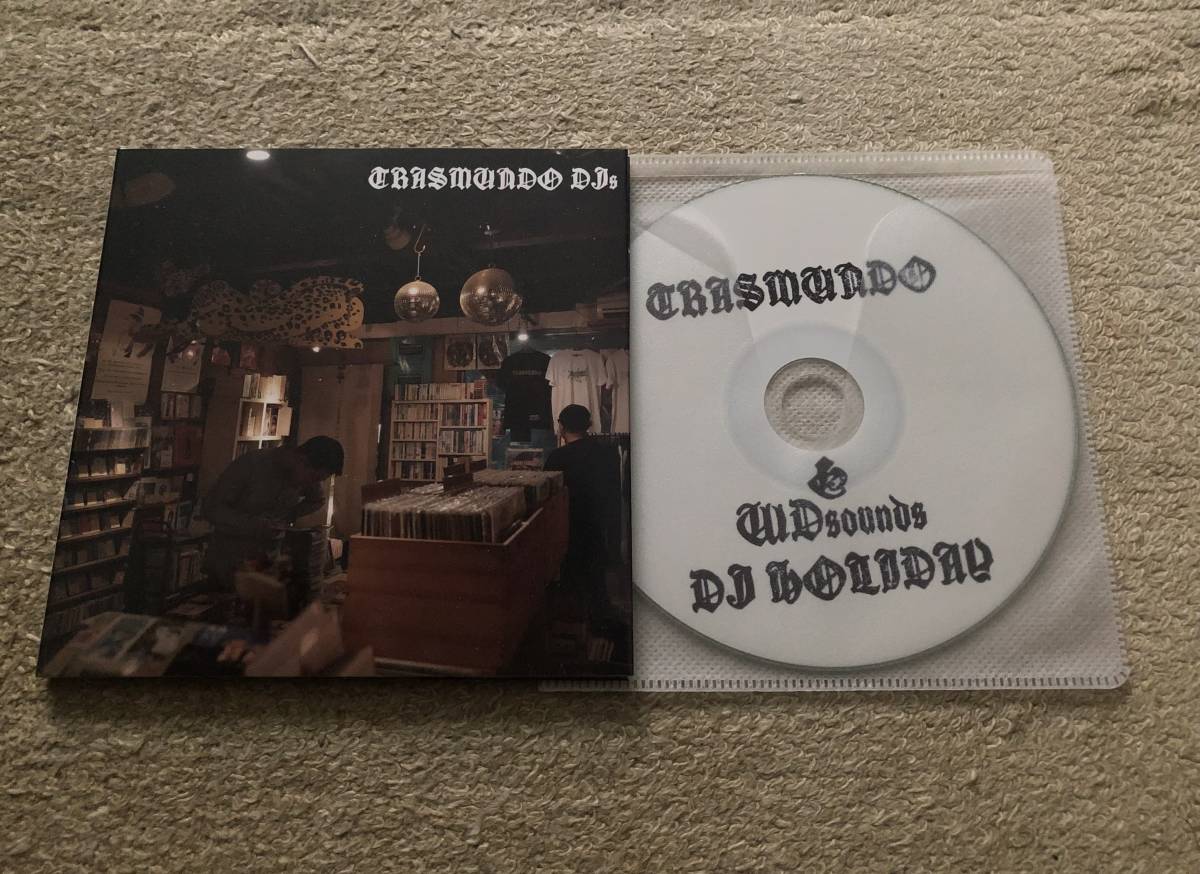 TRASMUNDO DJs
TRASMUNDO
&
WDsounds
DJ HOLIDAY